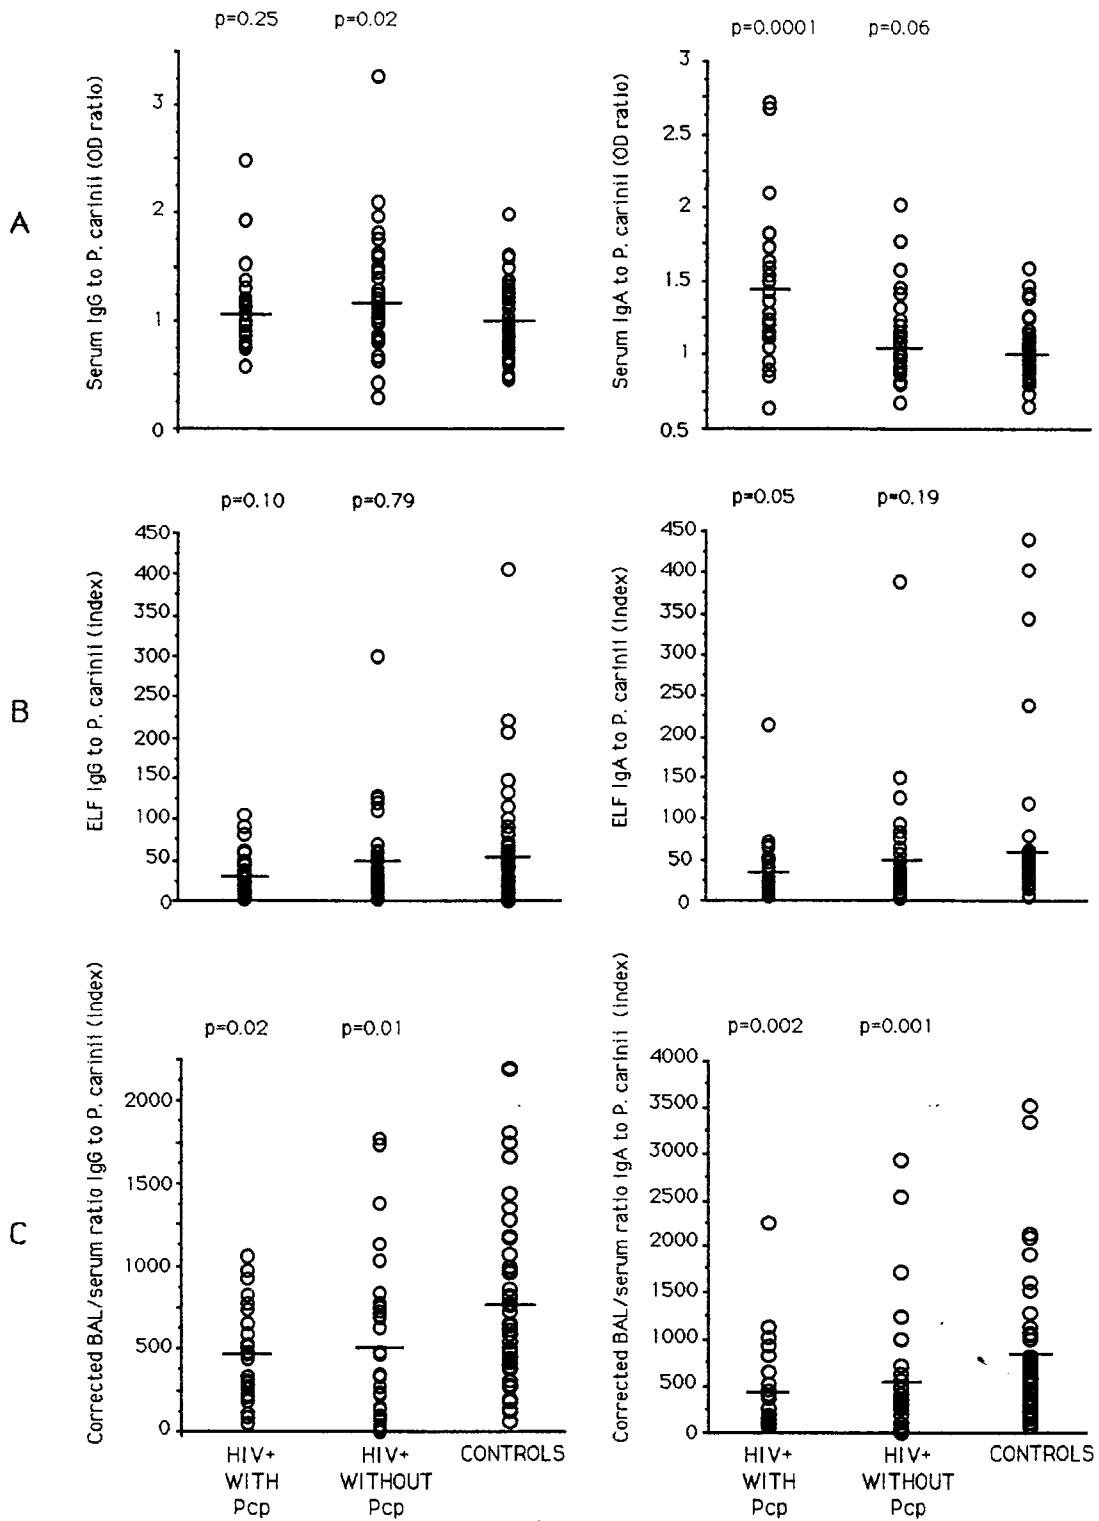 p=0.25 p=0.02
Serum IgG to P. carinii (OD ratio)
3
2
1
0
p=0.0001 p=0.06
Serum IgA to P. carinii (OD ratio)
3
2.5
2
1.5
1
0.5
A
p=0.10 p=0.79
ELF IgG to P. carinii (index)
450
400
350
300
250
200
150
100
50
0
p=0.05 p=0.19
ELF IgA to P. carinii (index)
450
400
350
300
250
200
150
100
50
0
B
p=0.02 p=0.01
Corrected BAL/serum ratio IgG to P. carinii (index)
2000
1500
1000
500
0
HIV+
WITH
Pcp
HIV+
WITHOUT
Pcp
CONTROLS
p=0.002 p=0.001
Corrected BAL/serum ratio IgA to P. carinii (index)
4000
3500
3000
2500
2000
1500
1000
500
0
HIV+
WITH
Pcp
HIV+
WITHOUT
Pcp
CONTROLS
C